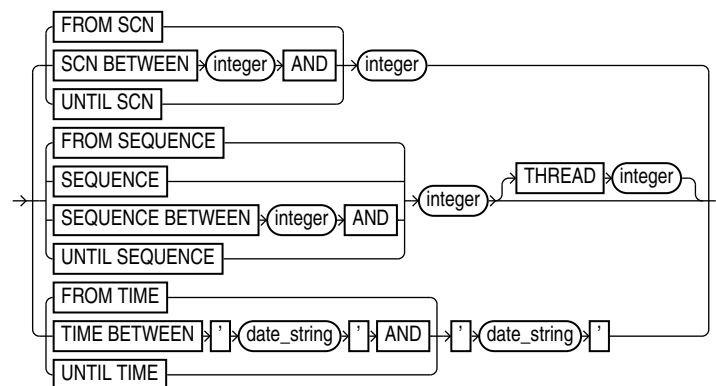 FROM SCN
SCN BETWEEN integer AND integer
UNTIL SCN
FROM SEQUENCE
SEQUENCE
SEQUENCE BETWEEN integer AND integer THREAD integer
UNTIL SEQUENCE
FROM TIME
TIME BETWEEN ' date_string ' AND ' date_string '
UNTIL TIME